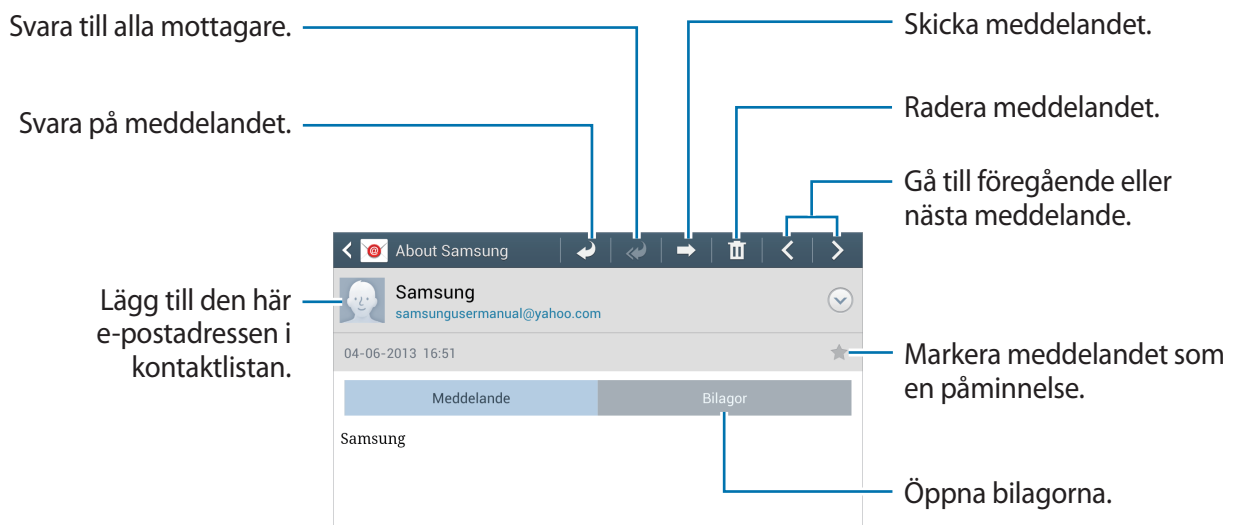 Svara till alla mottagare.
Skicka meddelandet.
Svara på meddelandet.
Radera meddelandet.
Gå till föregående eller
nästa meddelande.
About Samsung
Lägg till den här
e-postadressen i
kontaktlistan.
Samsung
samsungusermanual@yahoo.com
04-06-2013 16:51
Markera meddelandet som
en påminnelse.
Meddelande
Bilagor
Samsung
Öppna bilagorna.